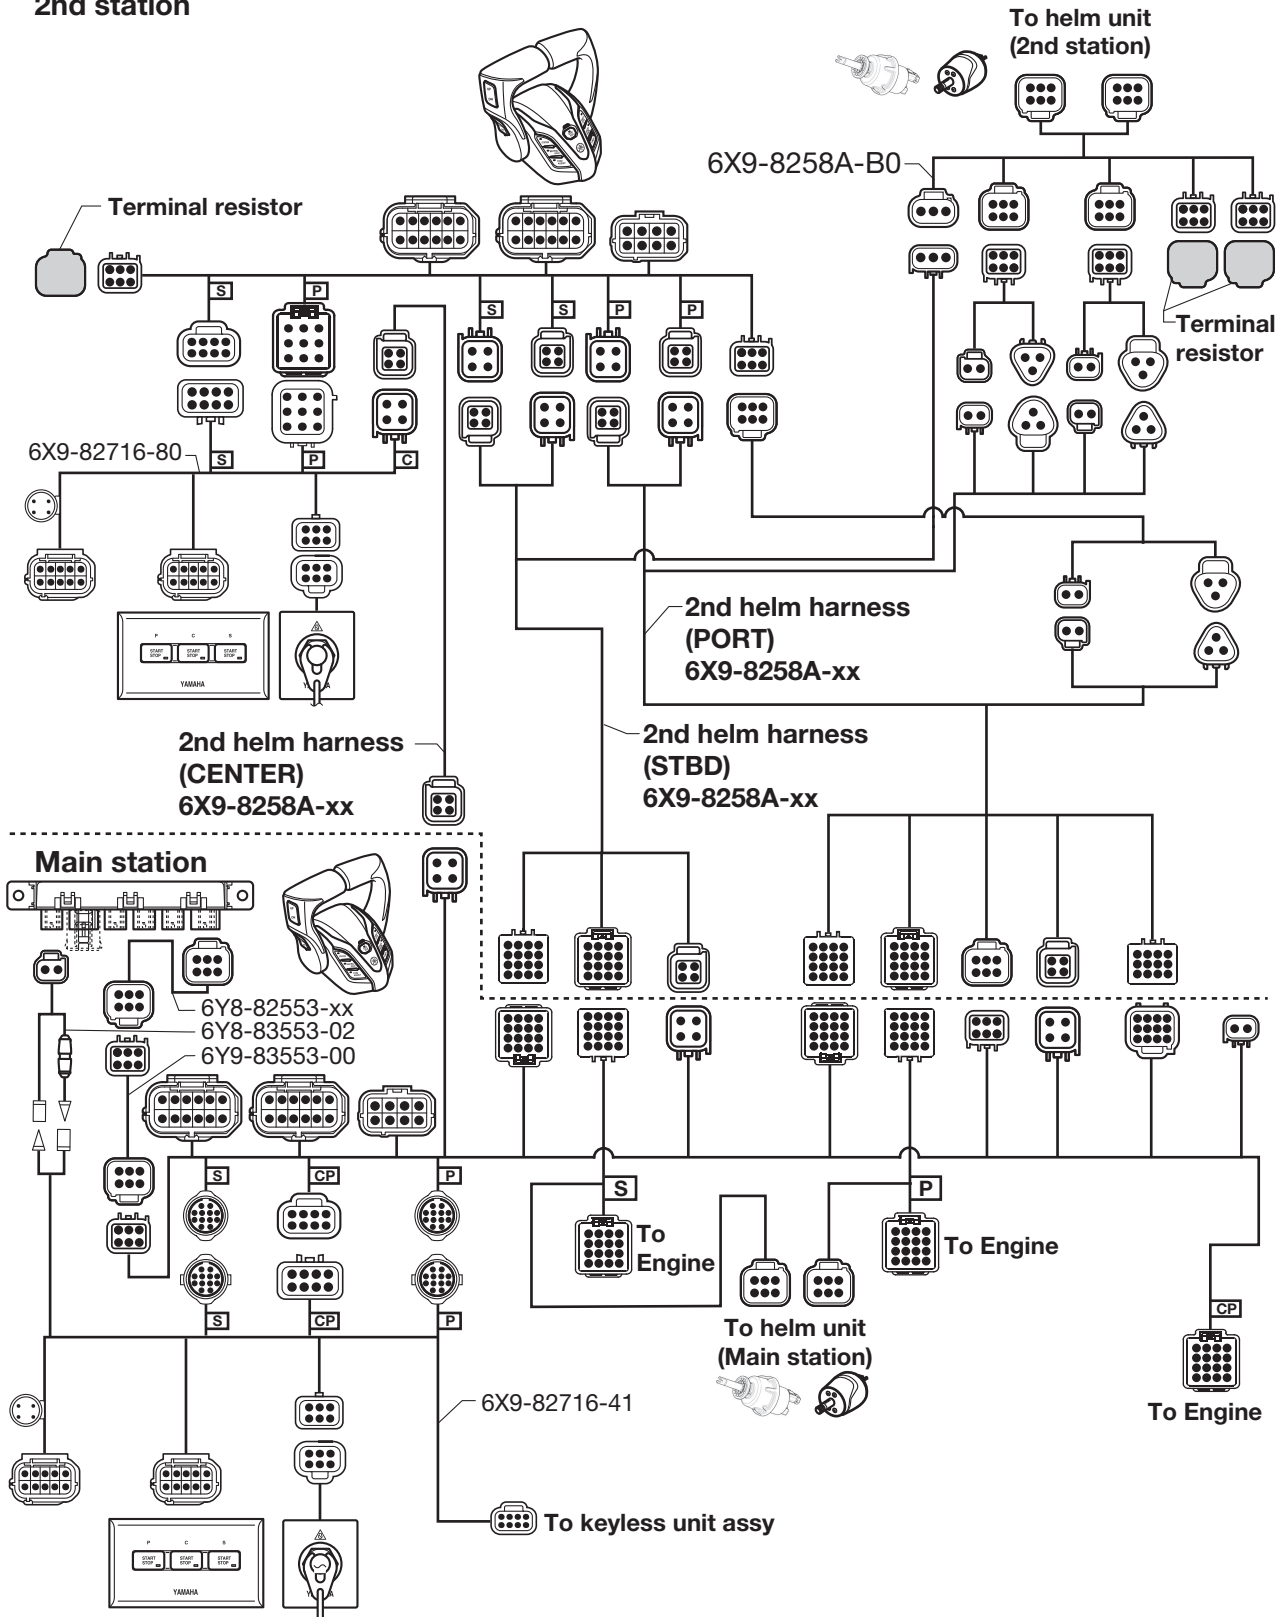 2nd station
To helm unit
(2nd station)
6X9-8258A-B0
Terminal resistor
S
P
S
S
P
P
Terminal
resistor
6X9-82716-80
S
P
C
P C S
START
STOP
START
STOP
START
STOP
YAMAHA
2nd helm harness
(PORT)
6X9-8258A-xx
2nd helm harness
(CENTER)
6X9-8258A-xx
2nd helm harness
(STBD)
6X9-8258A-xx
Main station
6Y8-82553-xx
6Y8-83553-02
6Y9-83553-00
S
CP
P
S
P
To
Engine
To Engine
S
CP
P
CP
To helm unit
(Main station)
6X9-82716-41
To Engine
To keyless unit assy
P C S
START
STOP
START
STOP
START
STOP
YAMAHA